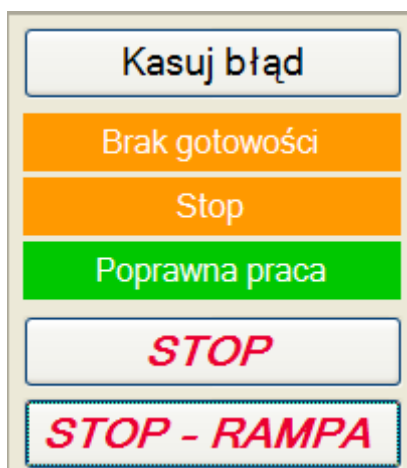 Kasuj błąd
Brak gotowości
Stop
Poprawna praca
STOP
STOP - RAMPA